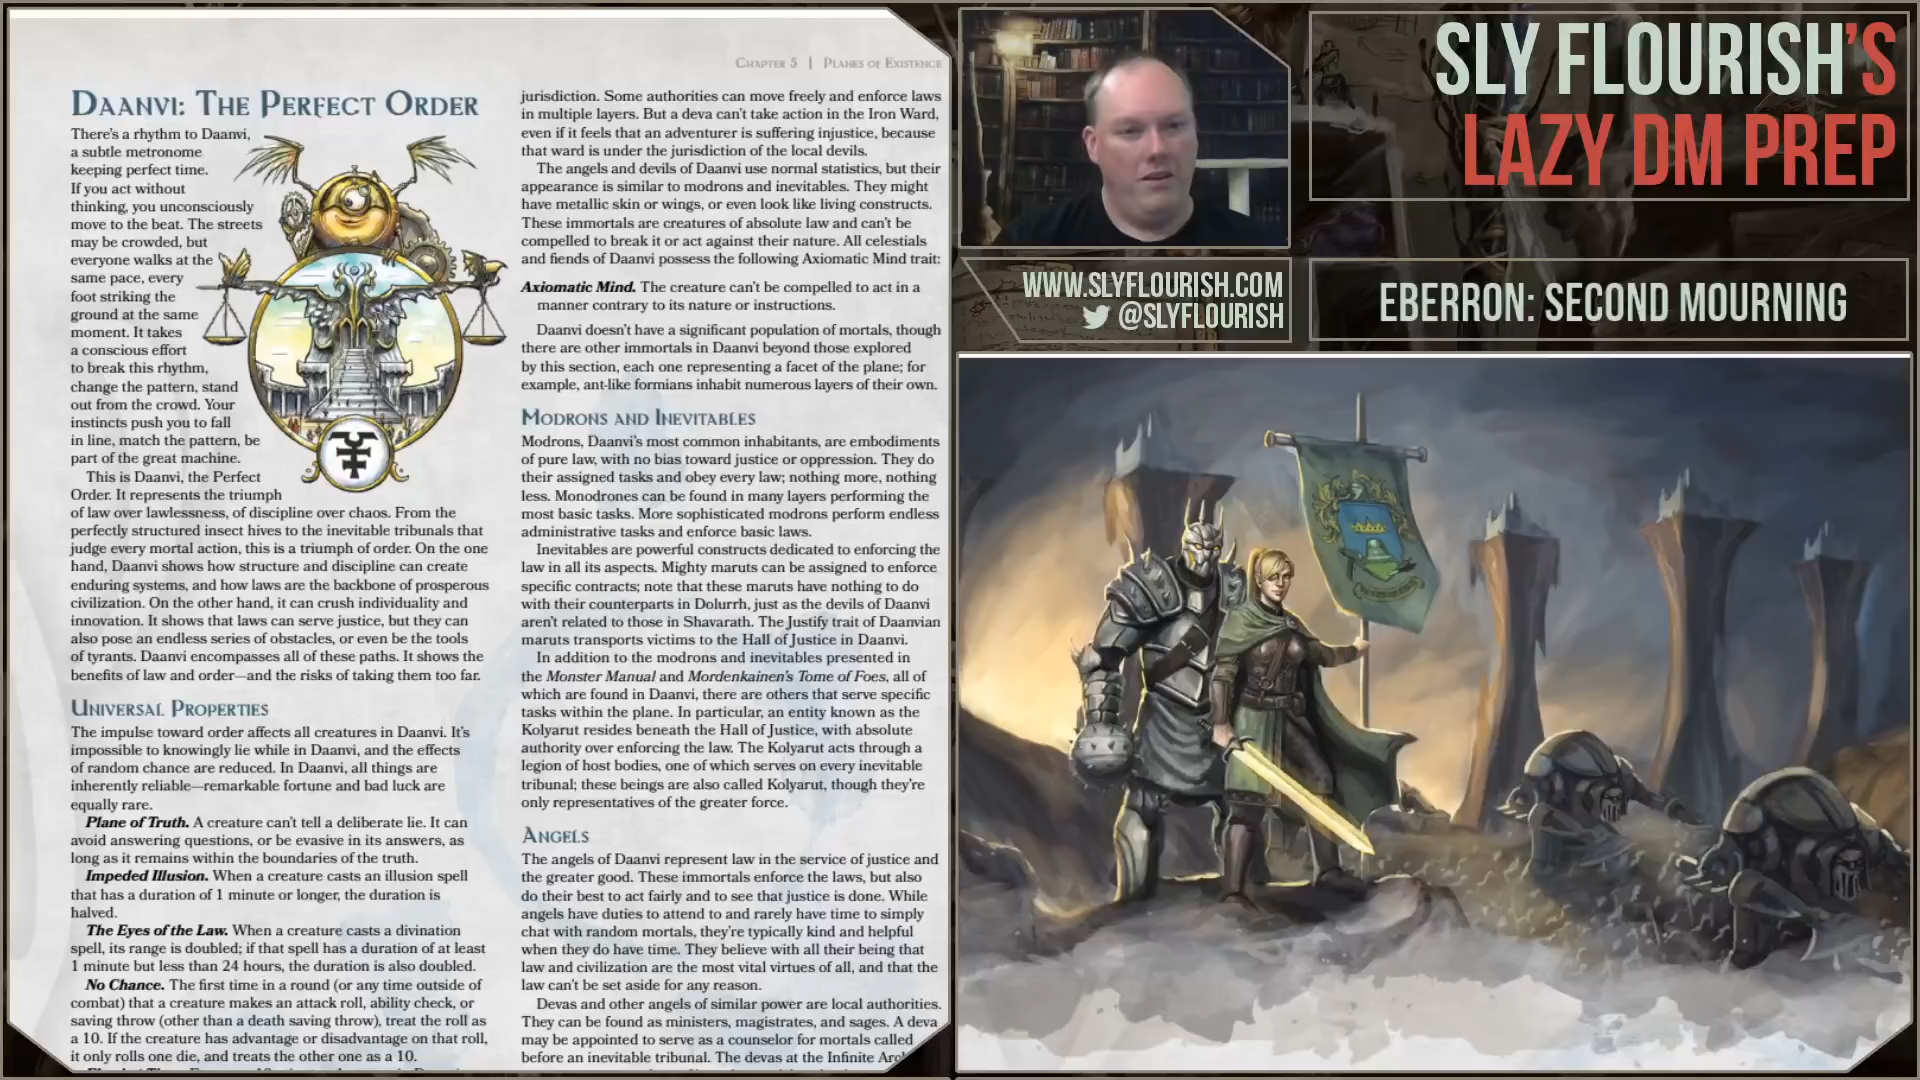 CHAPTER 5 | PLANES OF EXISTENCE
DAANVI: THE PERFECT ORDER
There's a rhythm to Daanvi,
a subtle metronome
keeping perfect time.
If you act without
thinking, you unconsciously
move to the beat. The streets
may be crowded, but
everyone walks at the
same pace, every
foot striking the
ground at the same
moment. It takes
a conscious effort
to break this rhythm,
change the pattern, stand
out from the crowd. Your
instincts push you to fall
in line, match the pattern, be
part of the great machine.
This is Daanvi, the Perfect
Order. It represents the triumph
of law over lawlessness, of discipline over chaos. From the
perfectly structured insect hives to the inevitable tribunals that
judge every mortal action, this is a triumph of order. On the one
hand, Daanvi shows how structure and discipline can create
enduring systems, and how laws are the backbone of prosperous
civilization. On the other hand, it can crush individuality and
innovation. It shows that laws can serve justice, but they can
also pose an endless series of obstacles, or even be the tools
of tyrants. Daanvi encompasses all of these paths. It shows the
benefits of law and order—and the risks of taking them too far.
UNIVERSAL PROPERTIES
The impulse toward order affects all creatures in Daanvi. It's
impossible to knowingly lie while in Daanvi, and the effects
of random chance are reduced. In Daanvi, all things are
inherently reliable—remarkable fortune and bad luck are
equally rare.
Plane of Truth. A creature can't tell a deliberate lie. It can
avoid answering questions, or be evasive in its answers, as
long as it remains within the boundaries of the truth.
Impeded Illusion. When a creature casts an illusion spell
that has a duration of 1 minute or longer, the duration is
halved.
The Eyes of the Law. When a creature casts a divination
spell, its range is doubled; if that spell has a duration of at least
1 minute but less than 24 hours, the duration is also doubled.
No Chance. The first time in a round (or any time outside of
combat) that a creature makes an attack roll, ability check, or
saving throw (other than a death saving throw), treat the roll as
a 10. If the creature has advantage or disadvantage on that roll,
it only rolls one die, and treats the other one as a 10.
jurisdiction. Some authorities can move freely and enforce laws
in multiple layers. But a deva can't take action in the Iron Ward,
even if it feels that an adventurer is suffering injustice, because
that ward is under the jurisdiction of the local devils.
The angels and devils of Daanvi use normal statistics, but their
appearance is similar to modrons and inevitables. They might
have metallic skin or wings, or even look like living constructs.
These immortals are creatures of absolute law and can't be
compelled to break it or act against their nature. All celestials
and fiends of Daanvi possess the following Axiomatic Mind trait:
Axiomatic Mind. The creature can't be compelled to act in a
manner contrary to its nature or instructions.
Daanvi doesn't have a significant population of mortals, though
there are other immortals in Daanvi beyond those explored
by this section, each one representing a facet of the plane; for
example, ant-like formians inhabit numerous layers of their own.
MODRONS AND INEVITABLES
Modrons, Daanvi's most common inhabitants, are embodiments
of pure law, with no bias toward justice or oppression. They do
their assigned tasks and obey every law; nothing more, nothing
less. Monodrones can be found in many layers performing the
most basic tasks. More sophisticated modrons perform endless
administrative tasks and enforce basic laws.
Inevitables are powerful constructs dedicated to enforcing the
law in all its aspects. Mighty maruts can be assigned to enforce
specific contracts; note that these maruts have nothing to do
with their counterparts in Dolurrh, just as the devils of Daanvi
aren't related to those in Shavarath. The Justify trait of Daanvian
maruts transports victims to the Hall of Justice in Daanvi.
In addition to the modrons and inevitables presented in
the Monster Manual and Mordenkainen's Tome of Foes, all of
which are found in Daanvi, there are others that serve specific
tasks within the plane. In particular, an entity known as the
Kolyarut resides beneath the Hall of Justice, with absolute
authority over enforcing the law. The Kolyarut acts through a
legion of host bodies, one of which serves on every inevitable
tribunal; these beings are also called Kolyarut, though they're
only representatives of the greater force.
ANGELS
The angels of Daanvi represent law in the service of justice and
the greater good. These immortals enforce the laws, but also
do their best to act fairly and to see that justice is done. While
angels have duties to attend to and rarely have time to simply
chat with random mortals, they're typically kind and helpful
when they do have time. They believe with all their being that
law and civilization are the most vital virtues of all, and that the
law can't be set aside for any reason.
Devas and other angels of similar power are local authorities.
They can be found as ministers, magistrates, and sages. A deva
may be appointed to serve as a counselor for mortals called
before an inevitable tribunal. The devas at the Infinite
SLY FLOURISH'S
LAZY DM PREP
WWW.SLYFLOURISH.COM
@SLYFLOURISH
EBERRON: SECOND MOURNING